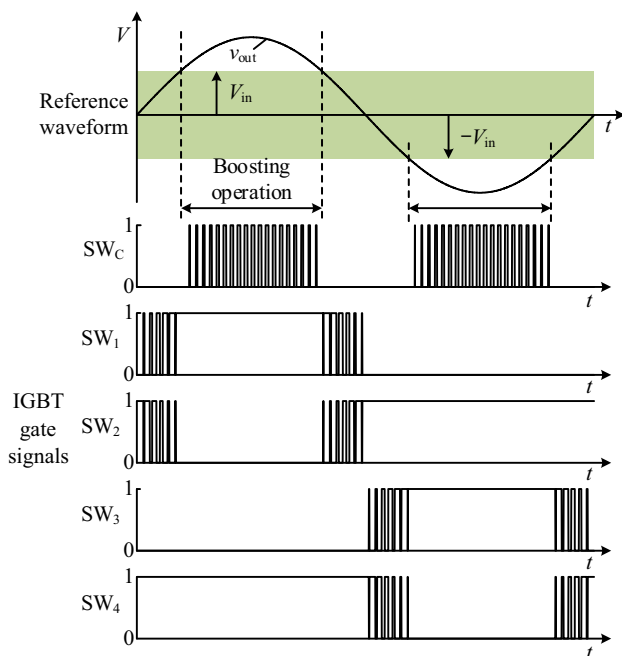 V
v_out
V_in
Reference
waveform
t
−V_in
Boosting
operation
1
SW_C
0
t
1
SW_1
0
t
IGBT
gate
signals
1
SW_2
0
t
1
SW_3
0
t
1
SW_4
0
t